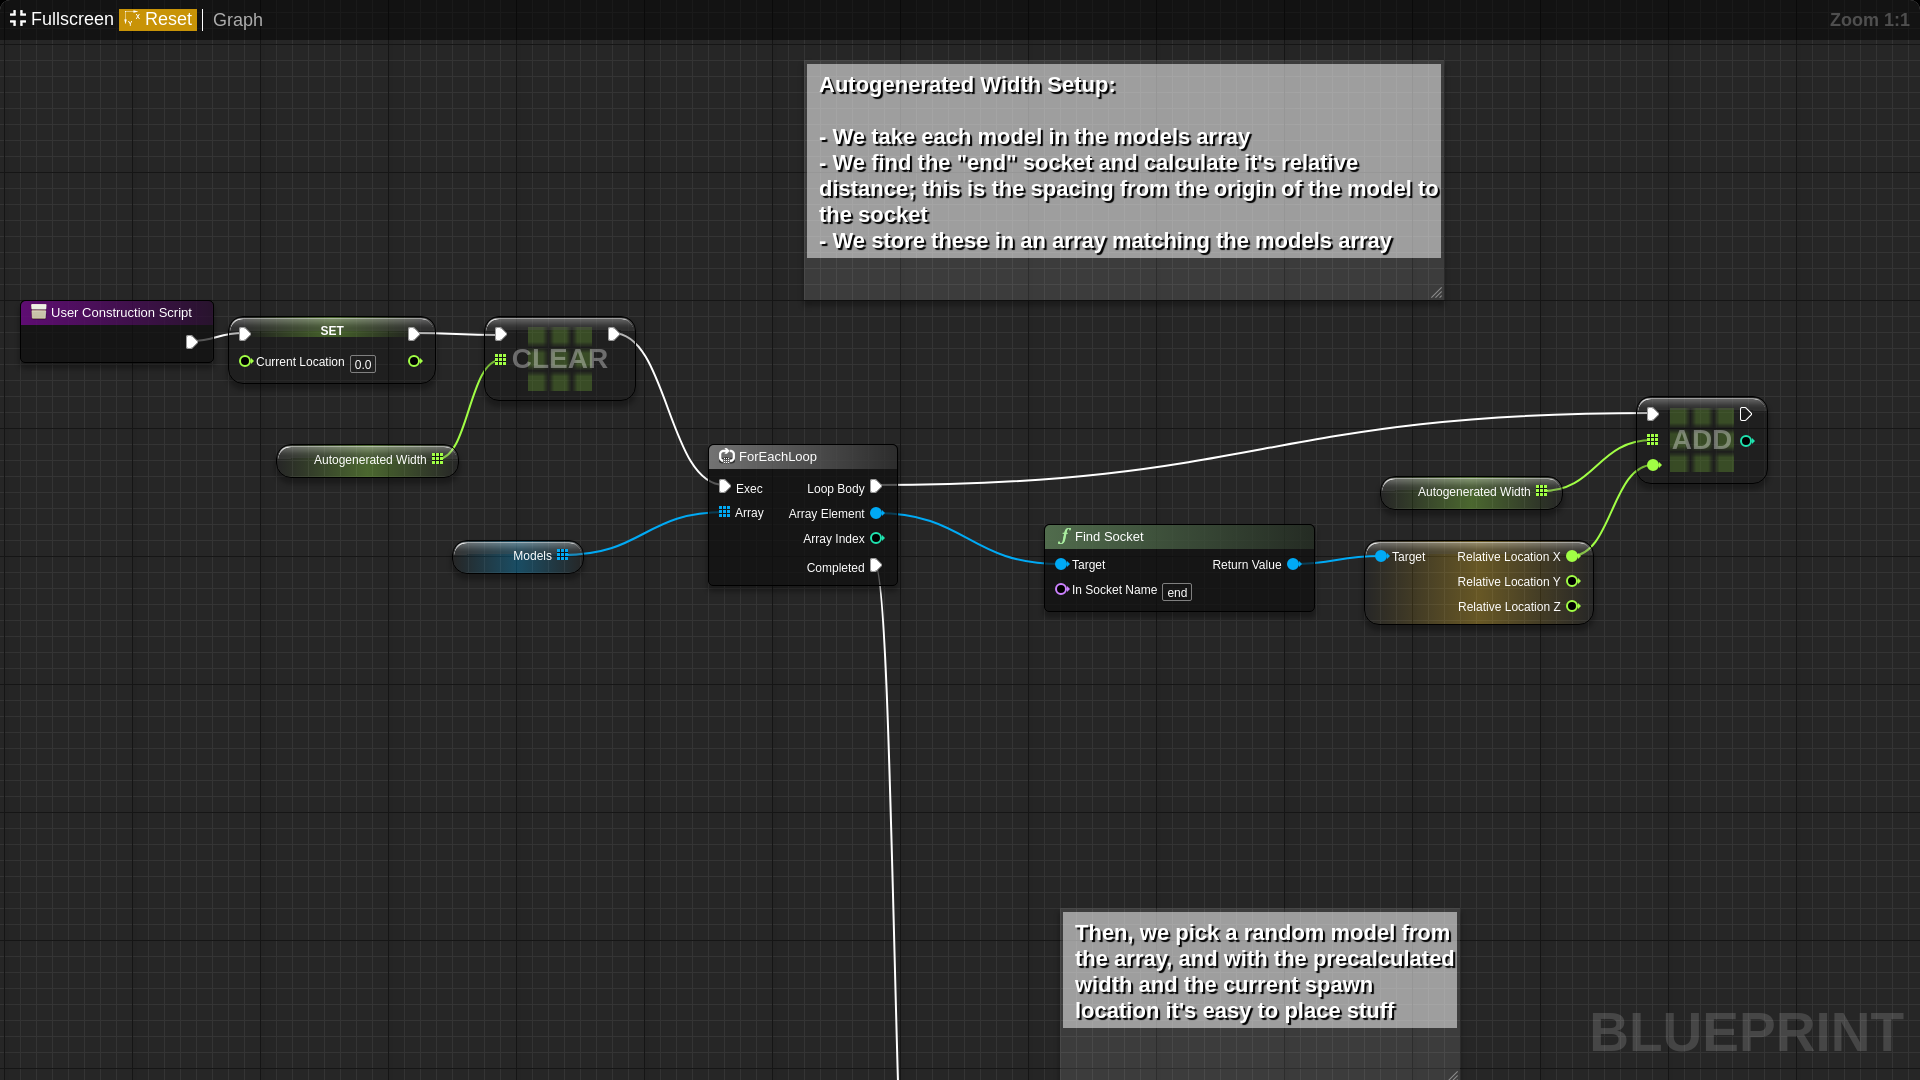 Fullscreen Reset Graph Zoom 1:1
Autogenerated Width Setup:
- We take each model in the models array
- We find the "end" socket and calculate it's relative
distance; this is the spacing from the origin of the model to
the socket
- We store these in an array matching the models array
User Construction Script
SET
Current Location 0.0
CLEAR
Autogenerated Width
Models
ForEachLoop
Exec Loop Body
Array Array Element
Array Index
Completed
Find Socket
Target Return Value
In Socket Name end
Autogenerated Width
Target Relative Location X
Relative Location Y
Relative Location Z
ADD
Then, we pick a random model from
the array, and with the precalculated
width and the current spawn
location it's easy to place stuff
BLUEPRINT